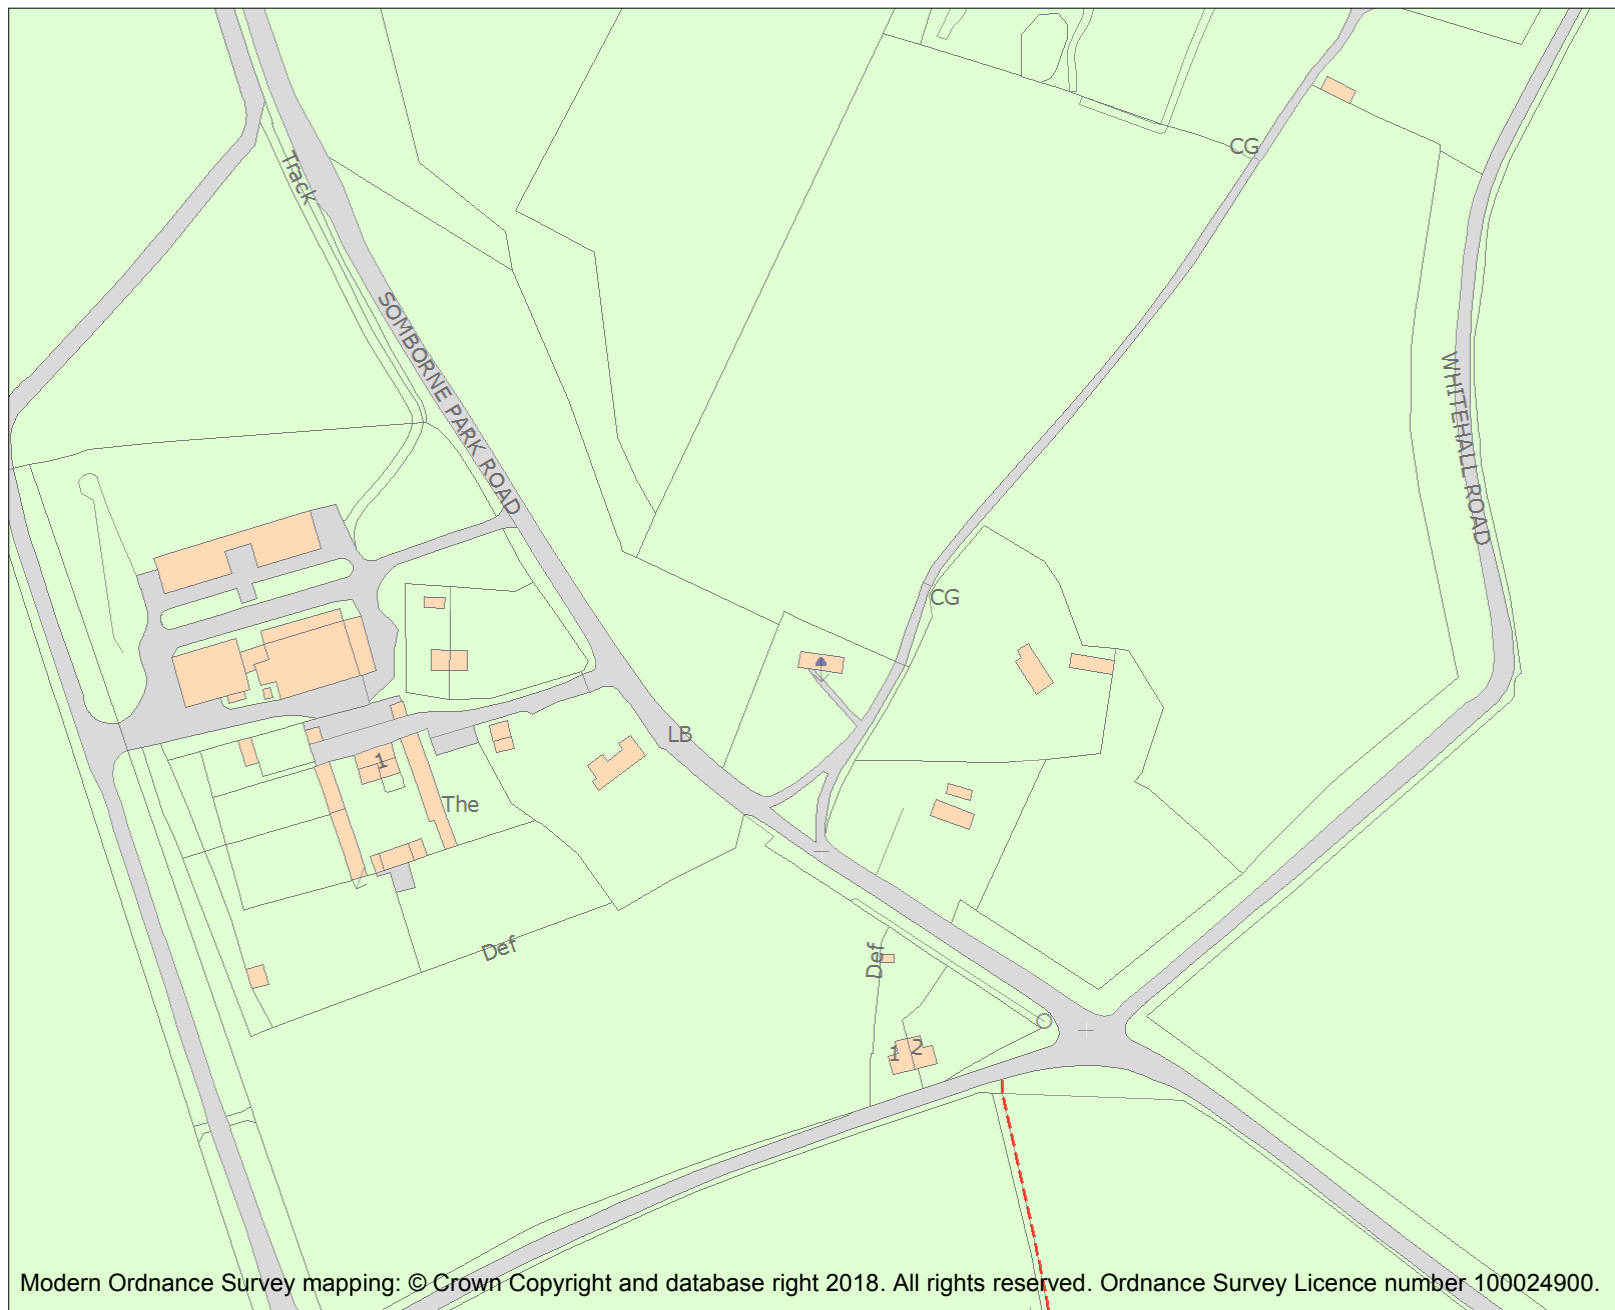 CG
Track
SOMBORNE PARK ROAD
WHITEHALL ROAD
CG
LB
1
The
Def
Def
1
2
Modern Ordnance Survey mapping: © Crown Copyright and database right 2018. All rights reserved. Ordnance Survey Licence number 100024900.